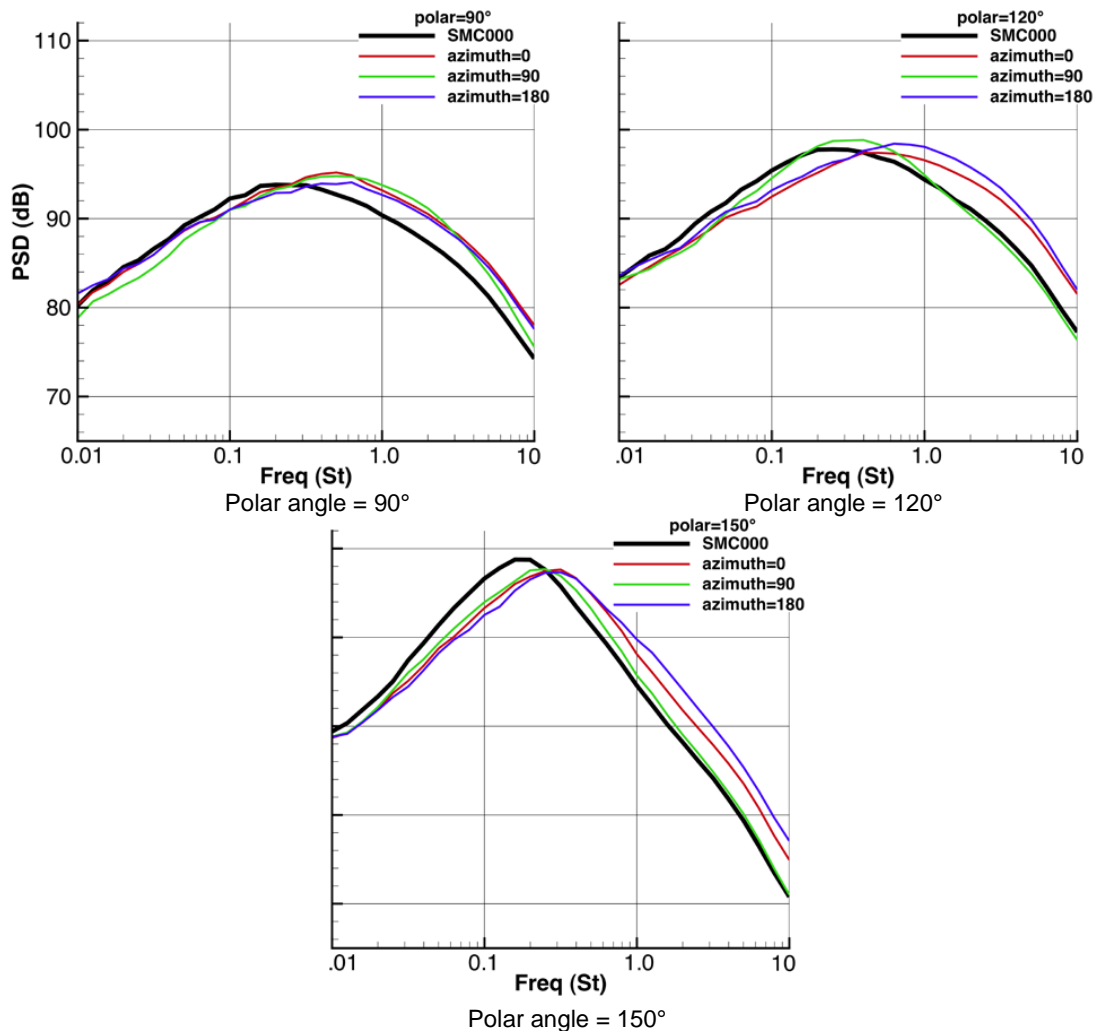 polar=90°
SMC000
azimuth=0
azimuth=90
azimuth=180
110
100
90
80
70
PSD (dB)
0.01
0.1
1.0
10
Freq (St)
Polar angle = 90°
polar=120°
SMC000
azimuth=0
azimuth=90
azimuth=180
.01
0.1
1.0
10
Freq (St)
Polar angle = 120°
polar=150°
SMC000
azimuth=0
azimuth=90
azimuth=180
.01
0.1
1.0
10
Freq (St)
Polar angle = 150°